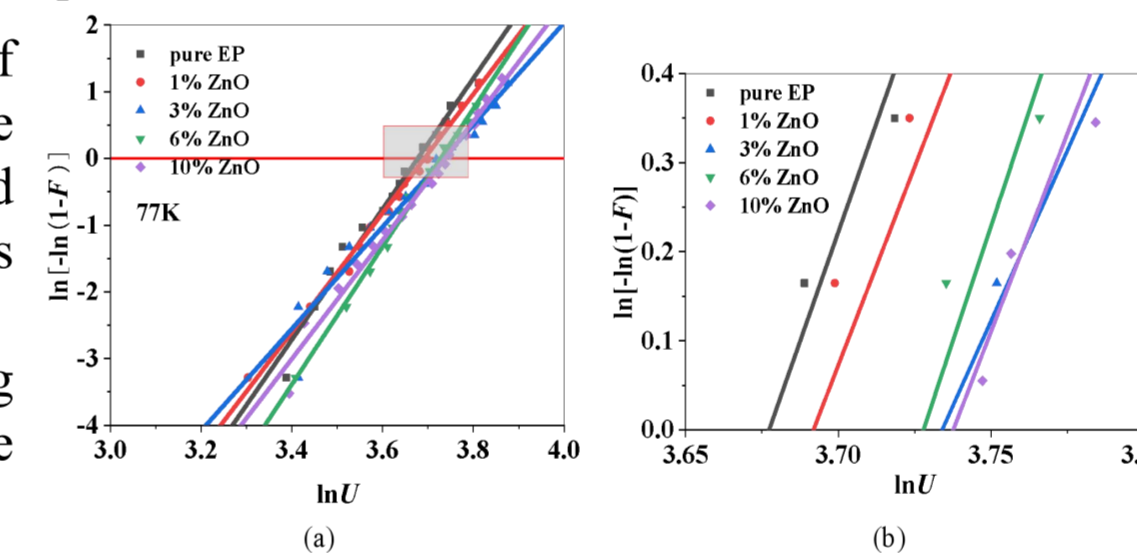 f
e
d
s
g
e
2
1
0
-1
-2
-3
-4
ln [-ln (1-F )]
pure EP
1% ZnO
3% ZnO
6% ZnO
10% ZnO
77K
3.0 3.2 3.4 3.6 3.8 4.0
lnU
(a)
0.4
0.3
0.2
0.1
0.0
ln[-ln(1-F)]
pure EP
1% ZnO
3% ZnO
6% ZnO
10% ZnO
3.65 3.70 3.75 3.
lnU
(b)